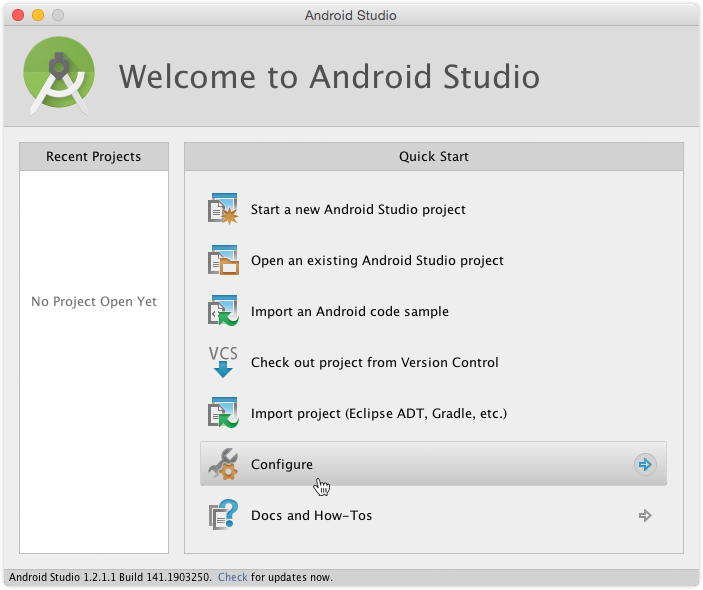 Android Studio
Welcome to Android Studio
Recent Projects
No Project Open Yet
Quick Start
Start a new Android Studio project
Open an existing Android Studio project
Import an Android code sample
VCS
Check out project from Version Control
Import project (Eclipse ADT, Gradle, etc.)
Configure
Docs and How-Tos
Android Studio 1.2.1.1 Build 141.1903250. Check for updates now.